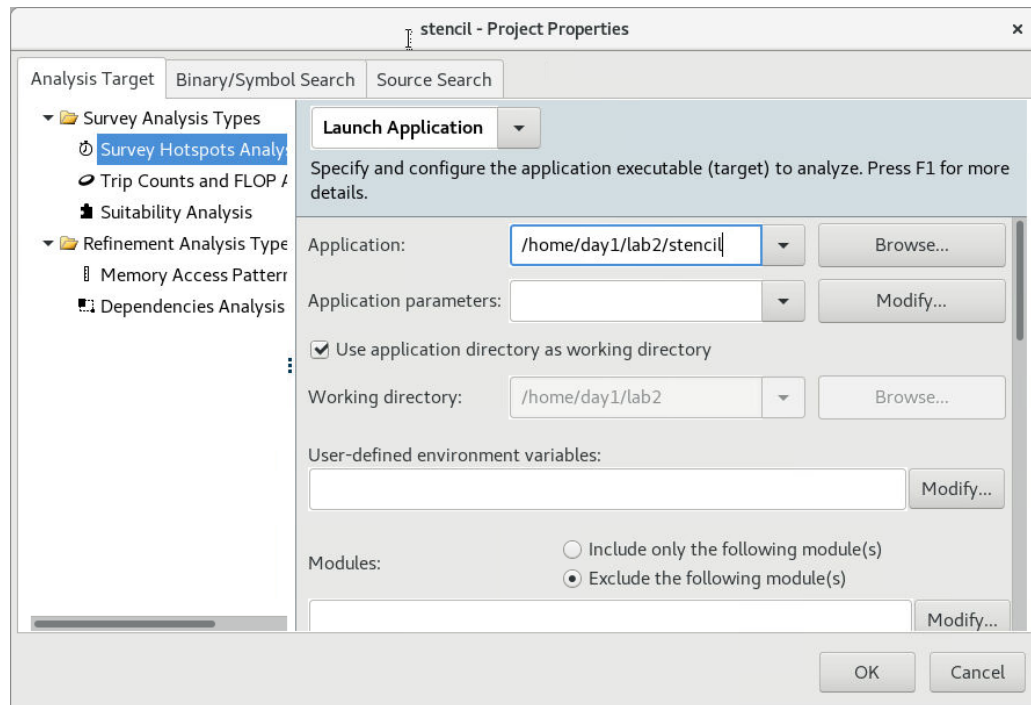 stencil - Project Properties
Analysis Target
Binary/Symbol Search
Source Search
Survey Analysis Types
Survey Hotspots Analy
Trip Counts and FLOP A
Suitability Analysis
Refinement Analysis Type
Memory Access Patter
Dependencies Analysis
Launch Application
Specify and configure the application executable (target) to analyze. Press F1 for more
details.
Application:
/home/day1/lab2/stencil
Browse...
Application parameters:
Modify...
Use application directory as working directory
Working directory:
/home/day1/lab2
Browse...
User-defined environment variables:
Modify...
Modules:
Include only the following module(s)
Exclude the following module(s)
Modify...
OK
Cancel